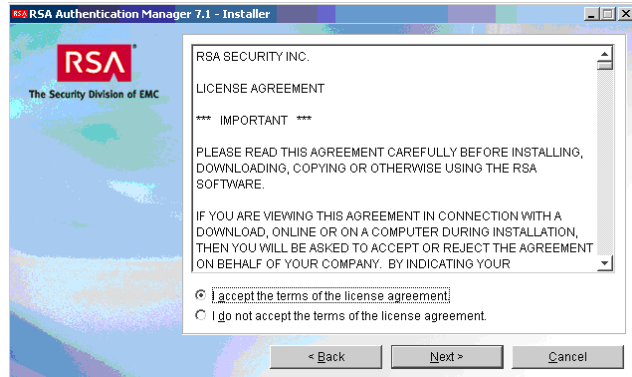 RSA Authentication Manager 7.1 - Installer
RSA
The Security Division of EMC
RSA SECURITY INC.
LICENSE AGREEMENT
*** IMPORTANT ***
PLEASE READ THIS AGREEMENT CAREFULLY BEFORE INSTALLING,
DOWNLOADING, COPYING OR OTHERWISE USING THE RSA
SOFTWARE.
IF YOU ARE VIEWING THIS AGREEMENT IN CONNECTION WITH A
DOWNLOAD, ONLINE OR ON A COMPUTER DURING INSTALLATION,
THEN YOU WILL BE ASKED TO ACCEPT OR REJECT THE AGREEMENT
ON BEHALF OF YOUR COMPANY. BY INDICATING YOUR
I accept the terms of the license agreement.
I do not accept the terms of the license agreement.
< Back
Next >
Cancel